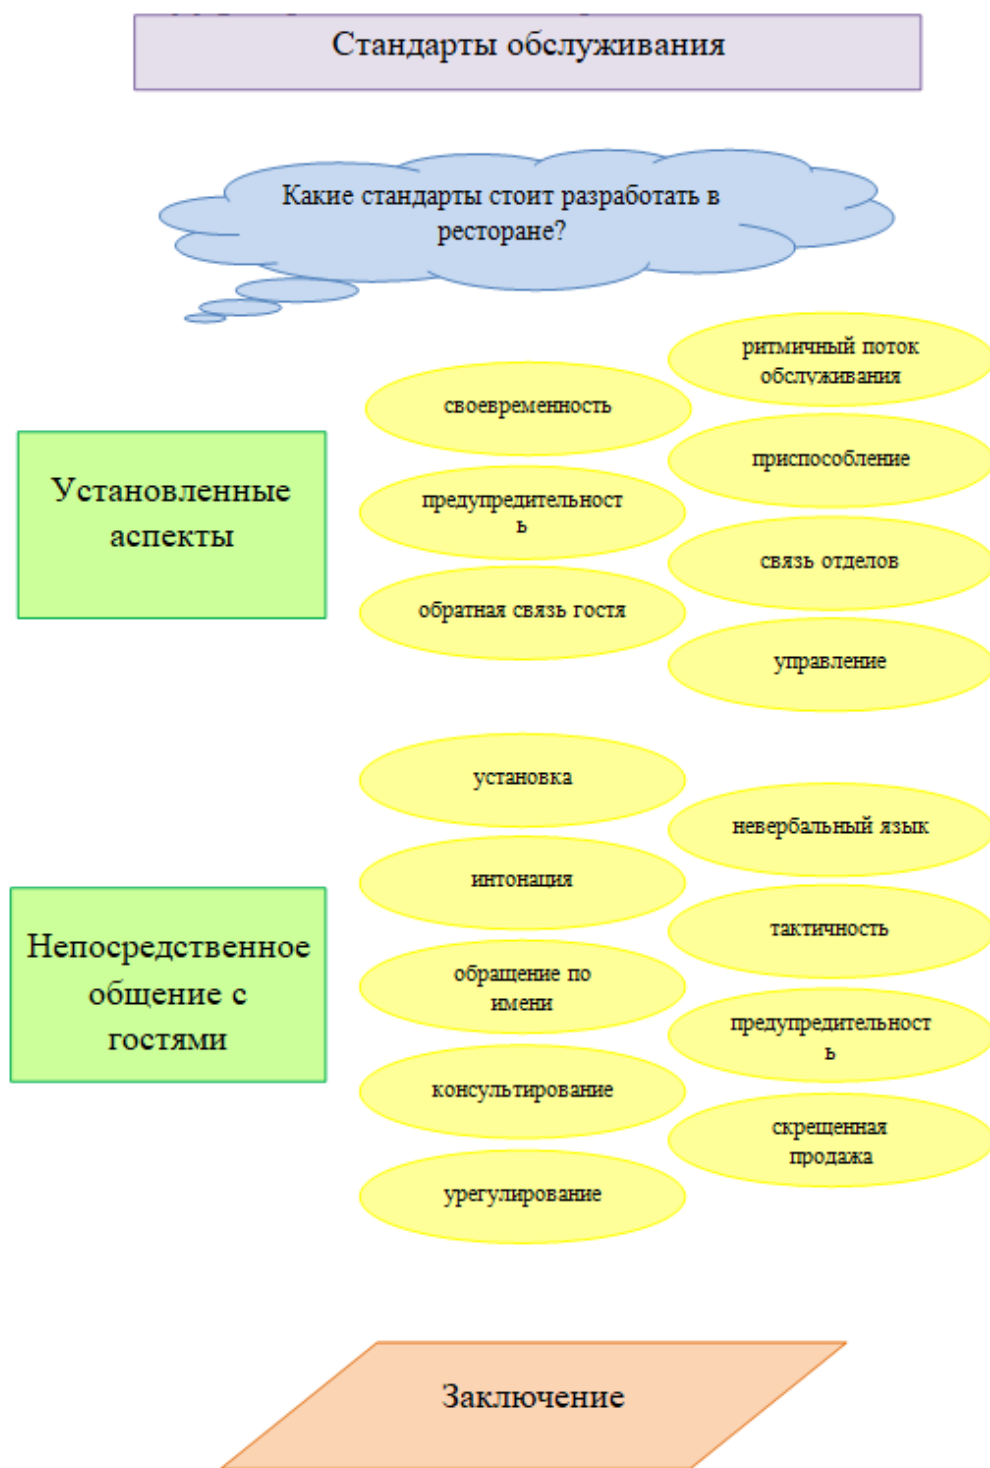 Стандарты обслуживания
Какие стандарты стоит разработать в
ресторане?
Установленные
аспекты
своевременность
предупредительност
ь
обратная связь гостя
ритмичный поток
обслуживания
приспособление
связь отделов
управление
Непосредственное
общение с
гостями
установка
интонация
обращение по
имени
консультирование
урегулирование
невербальный язык
тактичность
предупредительност
ь
скрещенная
продажа
Заключение